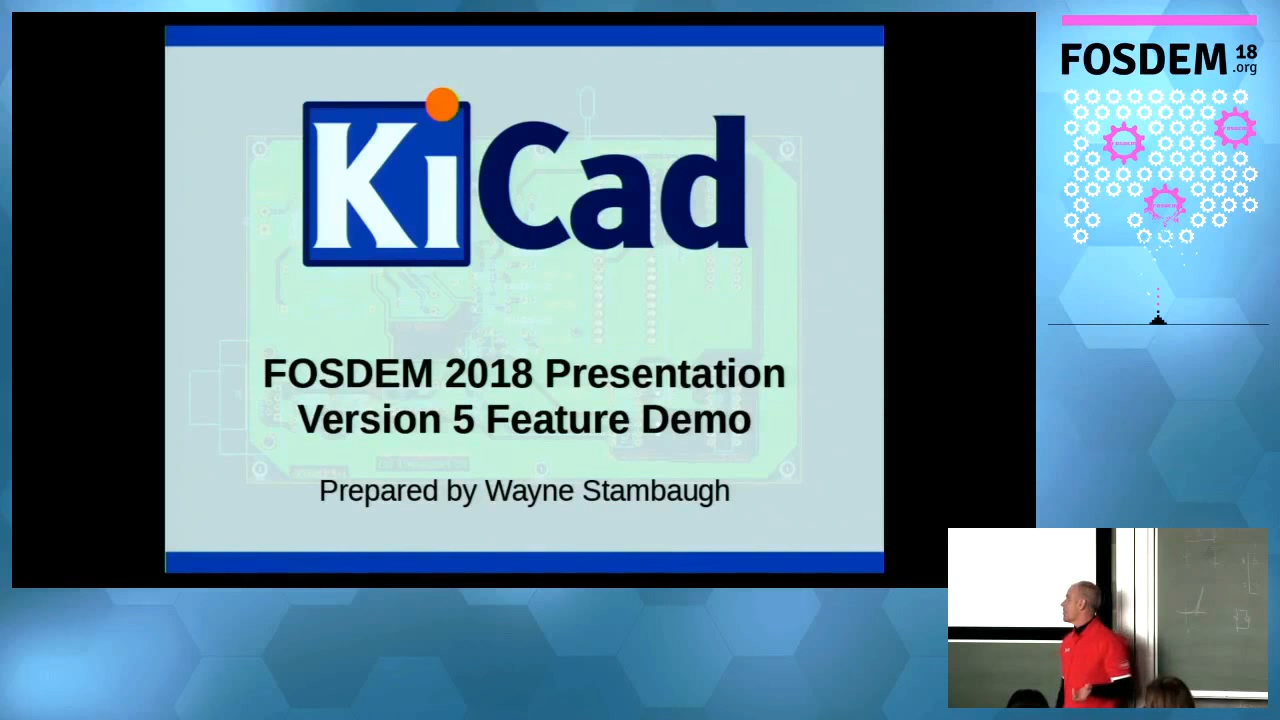 KiCad
FOSDEM 2018 Presentation
Version 5 Feature Demo
Prepared by Wayne Stambaugh
FOSDEM 18
.org